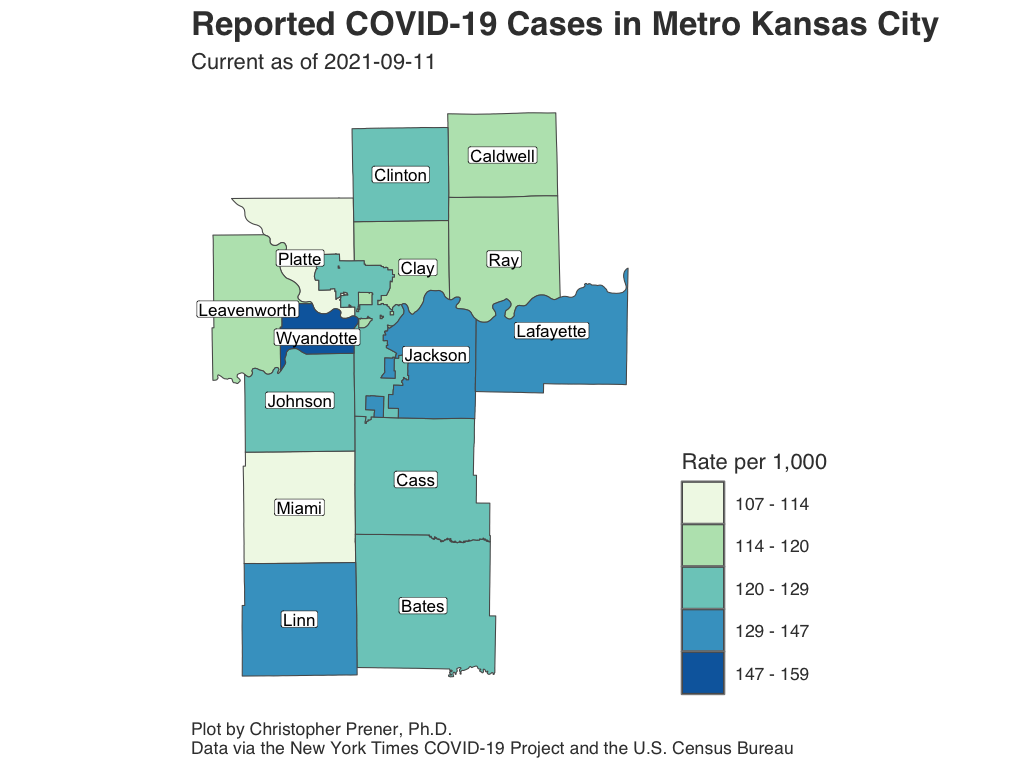 Reported COVID-19 Cases in Metro Kansas City
Current as of 2021-09-11
Caldwell
Clinton
Platte
Clay
Ray
Leavenworth
Wyandotte
Lafayette
Jackson
Johnson
Cass
Miami
Bates
Linn
Rate per 1,000
107 - 114
114 - 120
120 - 129
129 - 147
147 - 159
Plot by Christopher Prener, Ph.D.
Data via the New York Times COVID-19 Project and the U.S. Census Bureau